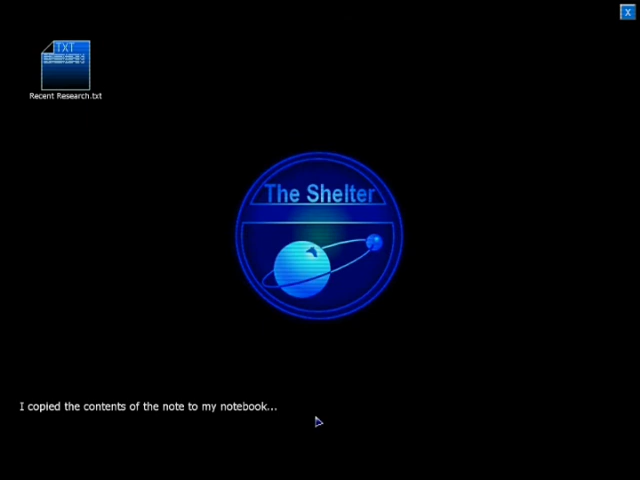 X
TXT
Recent Research.txt
The Shelter
I copied the contents of the note to my notebook...